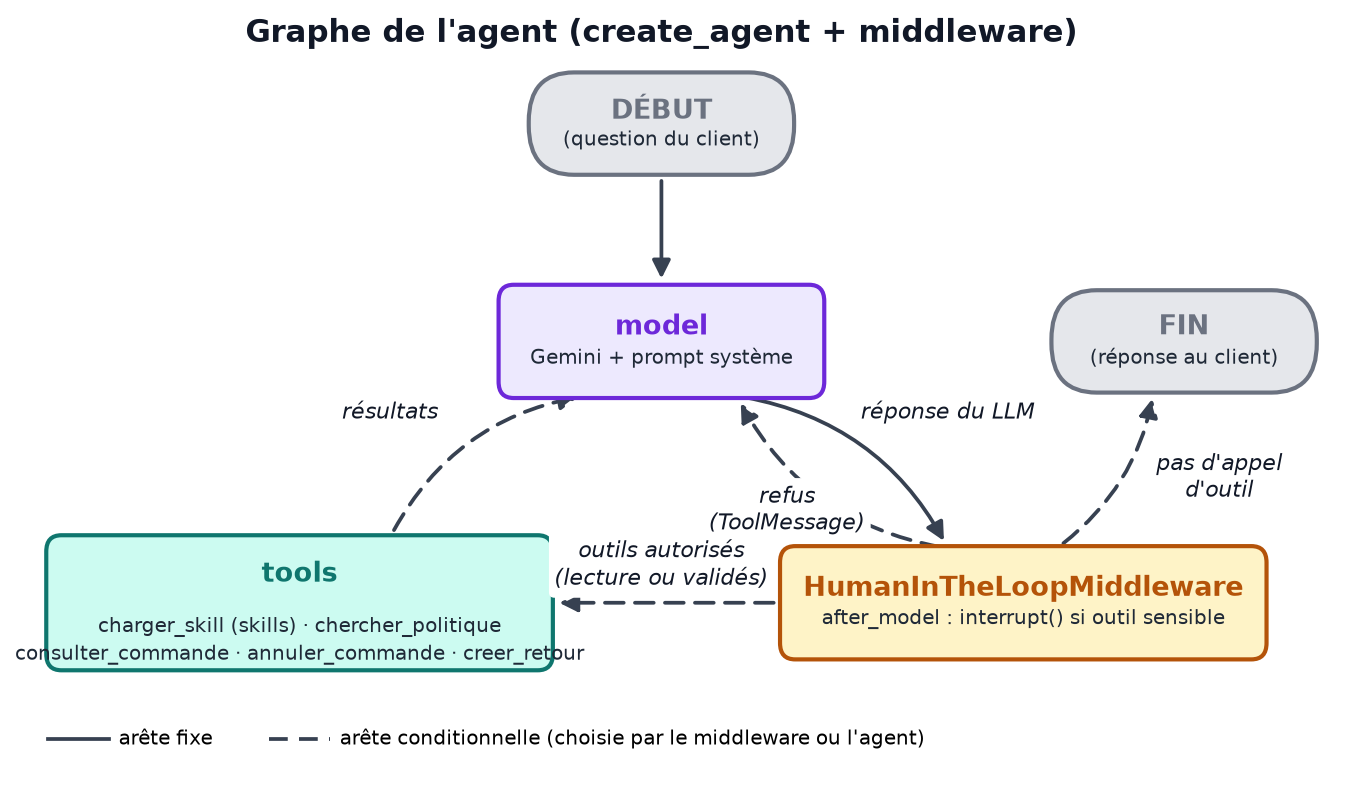 Graphe de l'agent (create_agent + middleware)
DÉBUT
(question du client)
model
Gemini + prompt système
FIN
(réponse au client)
résultats
réponse du LLM
pas d'appel
d'outil
refus
(ToolMessage)
outils autorisés
(lecture ou validés)
tools
charger_skill (skills) · chercher_politique
consulter_commande · annuler_commande · creer_retour
HumanInTheLoopMiddleware
after_model : interrupt() si outil sensible
arête fixe
arête conditionnelle (choisie par le middleware ou l'agent)